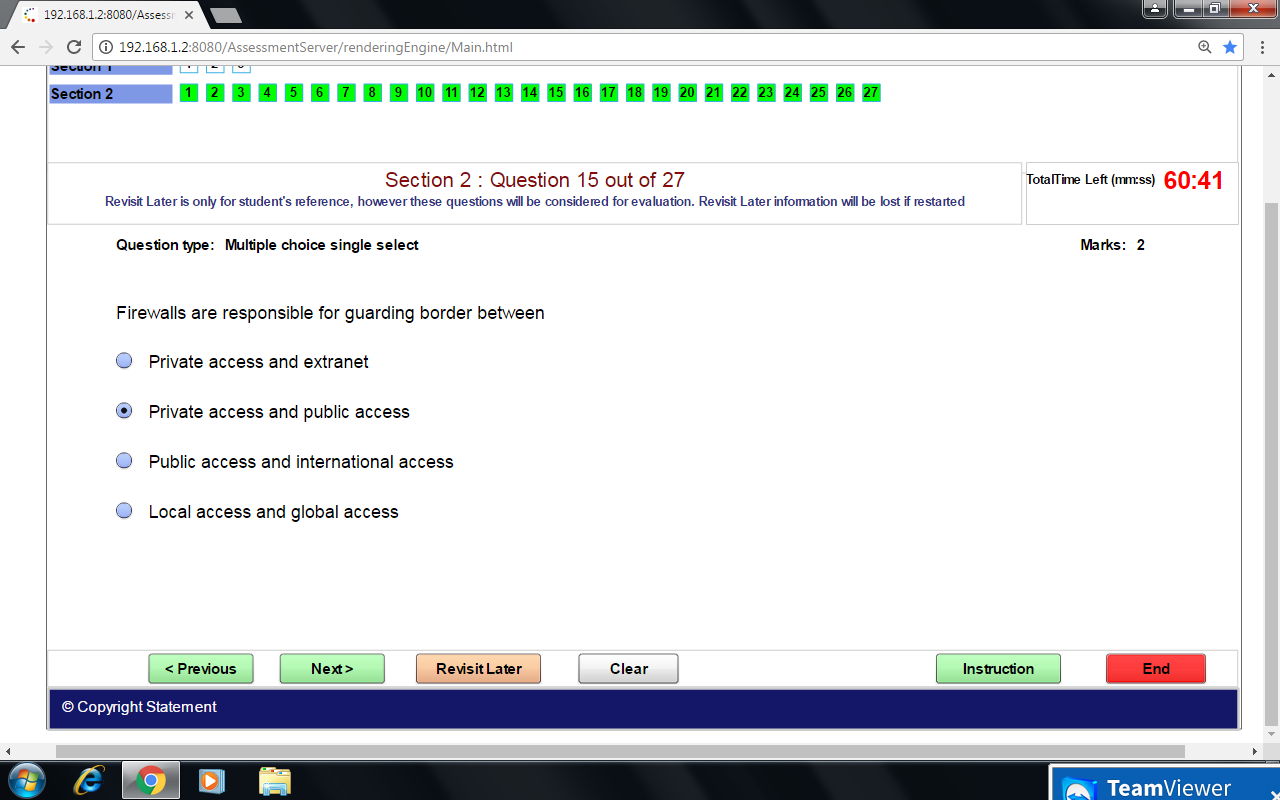 192.168.1.2:8080/Assessm
192.168.1.2:8080/AssessmentServer/renderingEngine/Main.html
Section 1 1 2 3
Section 2 1 2 3 4 5 6 7 8 9 10 11 12 13 14 15 16 17 18 19 20 21 22 23 24 25 26 27
Section 2 : Question 15 out of 27
Revisit Later is only for student's reference, however these questions will be considered for evaluation. Revisit Later information will be lost if restarted
TotalTime Left (mm:ss) 60:41
Question type: Multiple choice single select Marks: 2
Firewalls are responsible for guarding border between
Private access and extranet
Private access and public access
Public access and international access
Local access and global access
< Previous Next > Revisit Later Clear Instruction End
© Copyright Statement
TeamViewer